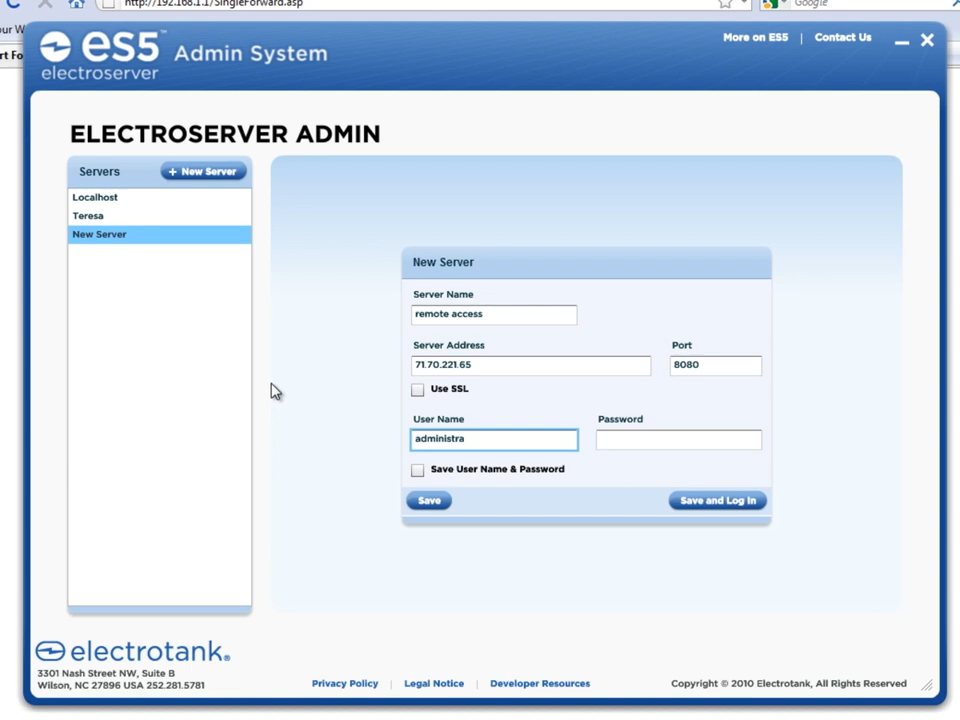 http://192.168.1.1/SingleForward.asp
Google
our W
rt Fo
ES5 Admin System
electroserver
More on ES5 | Contact Us
ELECTROSERVER ADMIN
Servers
+ New Server
Localhost
Teresa
New Server
New Server
Server Name
remote access
Server Address
Port
71.70.221.65
8080
Use SSL
User Name
Password
administra
Save User Name & Password
Save
Save and Log In
electrotank®
3301 Nash Street NW, Suite B
Wilson, NC 27896 USA 252.281.5781
Privacy Policy | Legal Notice | Developer Resources
Copyright © 2010 Electrotank, All Rights Reserved